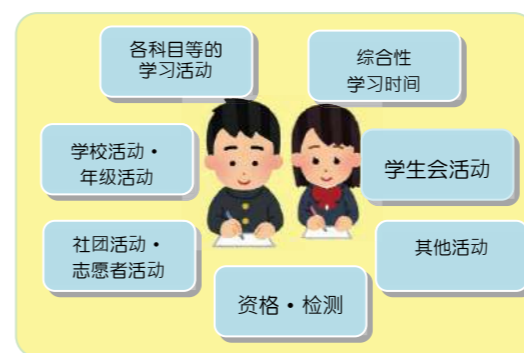 各科目等的
学习活动
综合性
学习时间
学校活动•
年级活动
学生会活动
社团活动•
志愿者活动
其他活动
资格•检测